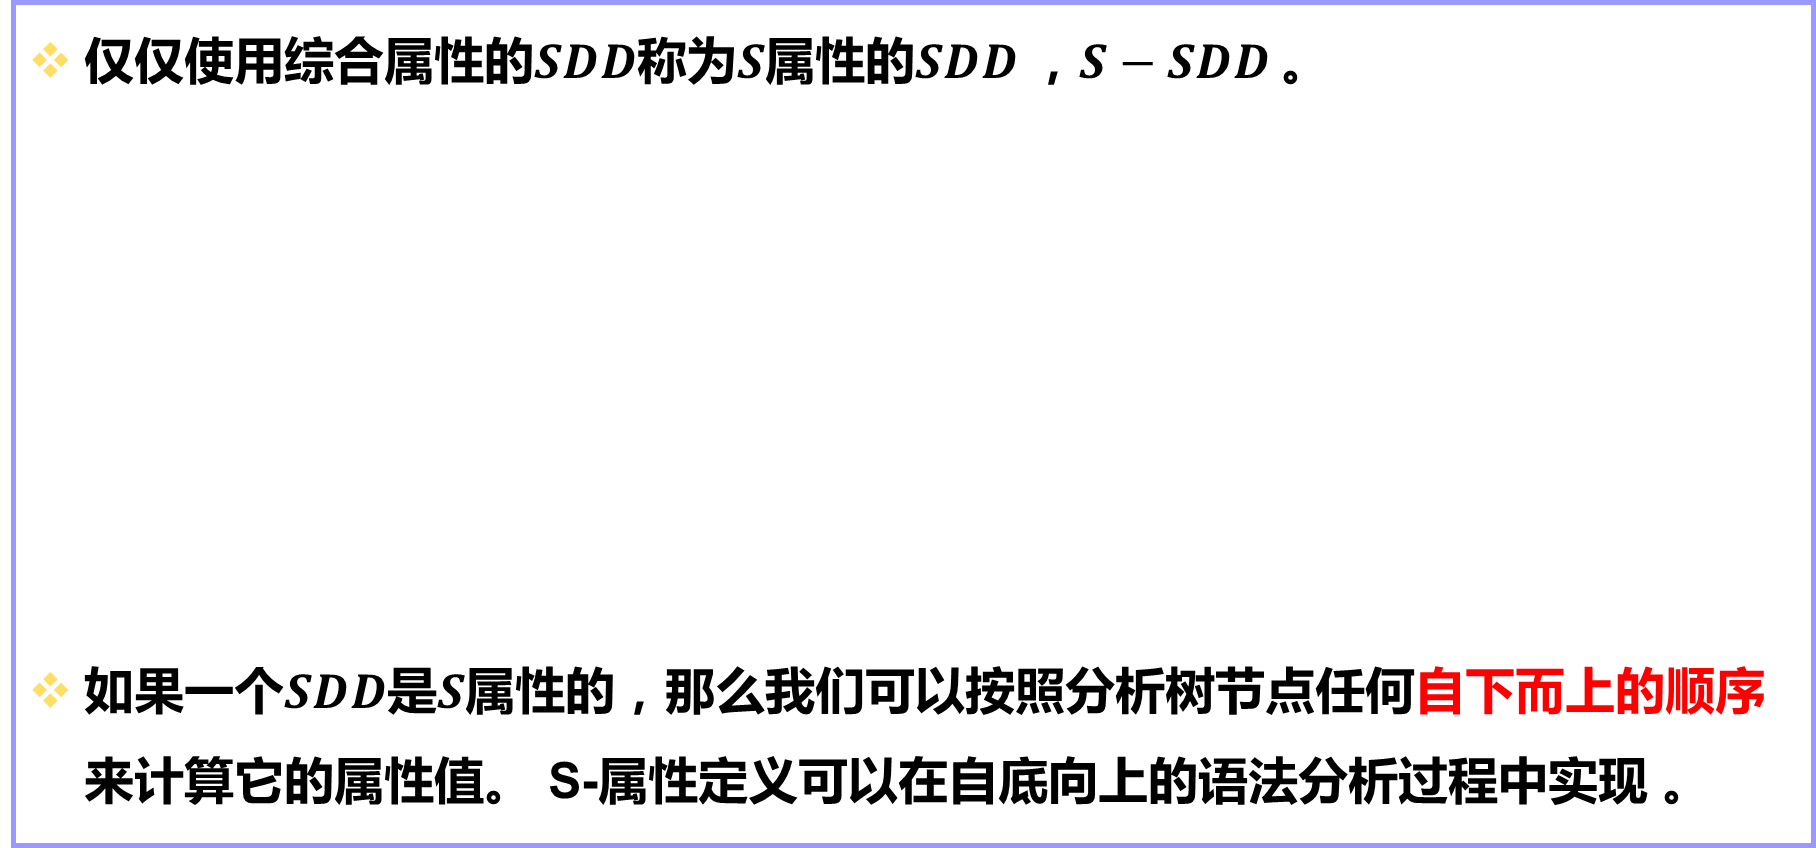 仅仅使用综合属性的SDD称为S属性的SDD ，S − SDD 。
如果一个SDD是S属性的，那么我们可以按照分析树节点任何自下而上的顺序
来计算它的属性值。 S-属性定义可以在自底向上的语法分析过程中实现 。